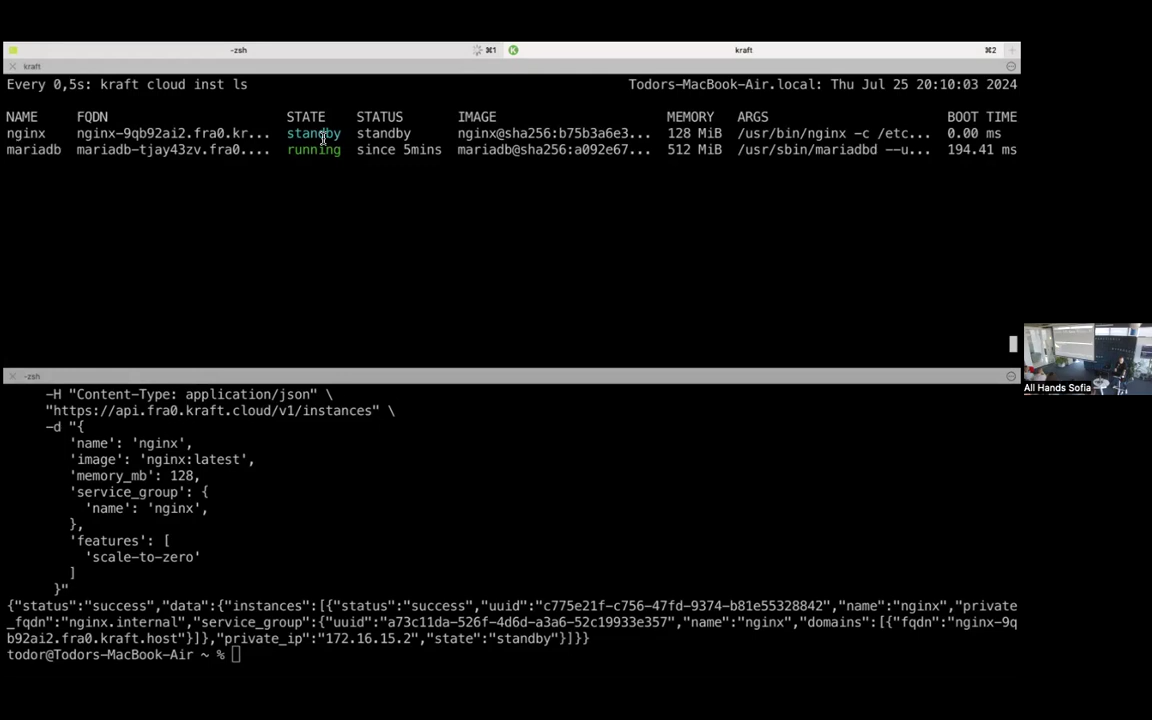 -zsh ⌘1 kraft ⌘2
kraft
Every 0,5s: kraft cloud inst ls Todors-MacBook-Air.local: Thu Jul 25 20:10:03 2024
NAME FQDN STATE STATUS IMAGE MEMORY ARGS BOOT TIME
nginx nginx-9qb92ai2.fra0.kr... standby standby nginx@sha256:b75b3a6e3... 128 MiB /usr/bin/nginx -c /etc... 0.00 ms
mariadb mariadb-tjay43zv.fra0.... running since 5mins mariadb@sha256:a092e67... 512 MiB /usr/sbin/mariadbd --u... 194.41 ms
All Hands Sofia
-zsh
-H "Content-Type: application/json" \
"https://api.fra0.kraft.cloud/v1/instances" \
-d "{
'name': 'nginx',
'image': 'nginx:latest',
'memory_mb': 128,
'service_group': {
'name': 'nginx',
},
'features': [
'scale-to-zero'
]
}"
{"status":"success","data":{"instances":[{"status":"success","uuid":"c775e21f-c756-47fd-9374-b81e55328842","name":"nginx","private
_fqdn":"nginx.internal","service_group":{"uuid":"a73c11da-526f-4d6d-a3a6-52c19933e357","name":"nginx","domains":[{"fqdn":"nginx-9q
b92ai2.fra0.kraft.host"}]},"private_ip":"172.16.15.2","state":"standby"}]}}
todor@Todors-MacBook-Air ~ %